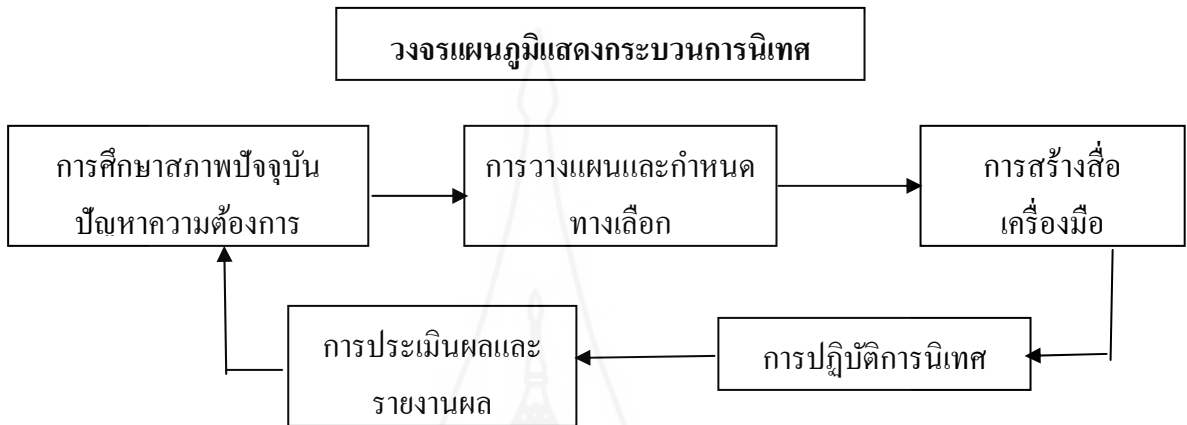 วงจรแผนภูมิแสดงกระบวนการนิเทศ
การศึกษาสภาพปัจจุบัน
ปัญหาความต้องการ
การวางแผนและกำหนด
ทางเลือก
การสร้างสื่อ
เครื่องมือ
การปฏิบัติการนิเทศ
การประเมินผลและ
รายงานผล